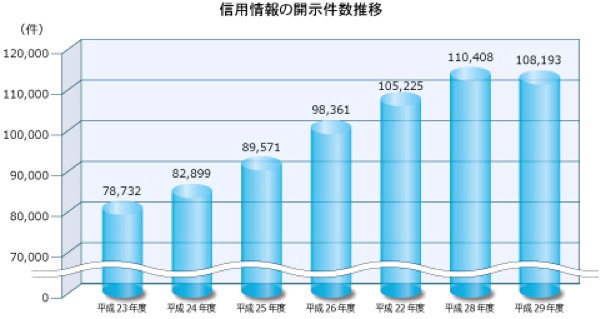 信用情報の開示件数推移
(件)
120,000
110,000
100,000
90,000
80,000
70,000
0
78,732
82,899
89,571
98,361
105,225
110,408
108,193
平成23年度
平成24年度
平成25年度
平成26年度
平成22年度
平成28年度
平成29年度